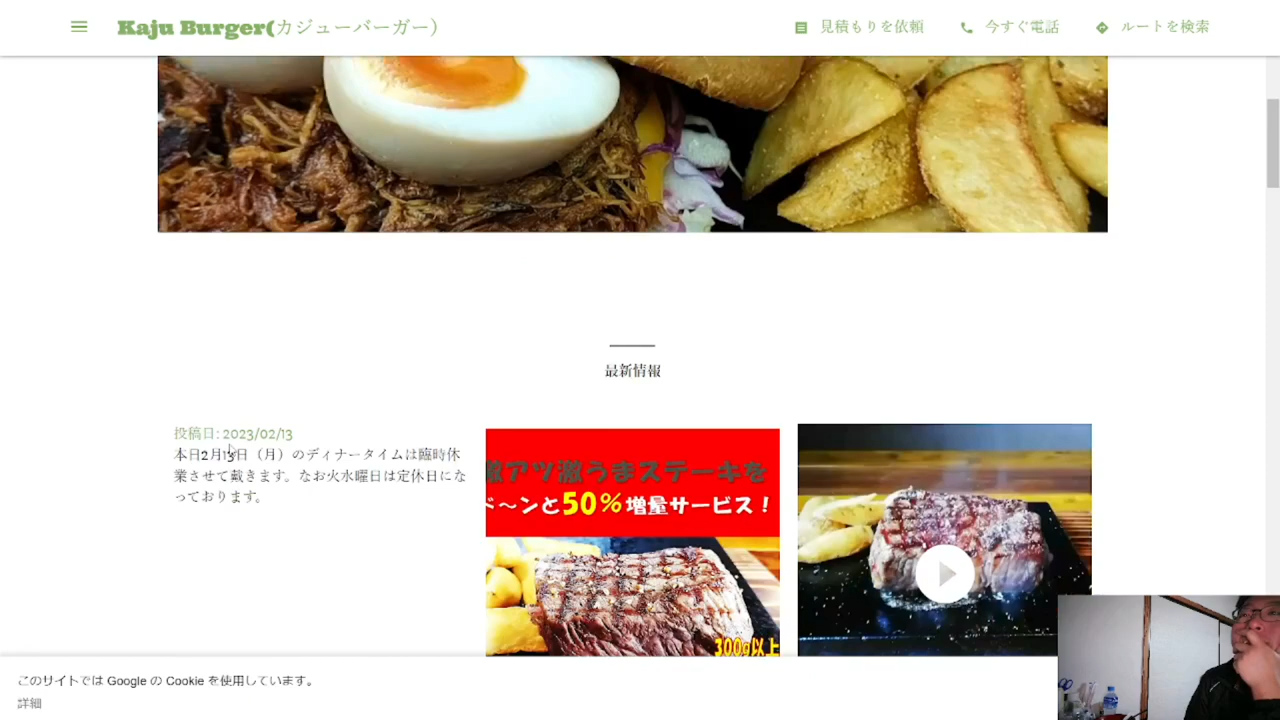 Kaju Burger(カジューバーガー)
見積もりを依頼
今すぐ電話
ルートを検索
最新情報
投稿日: 2023/02/13
本日2月13日（月）のディナータイムは臨時休
業させて戴きます。なお火水曜日は定休日にな
っております。
激アツ激うまステーキを
ド〜ンと50％増量サービス！
300g以上
このサイトでは Google の Cookie を使用しています。
詳細